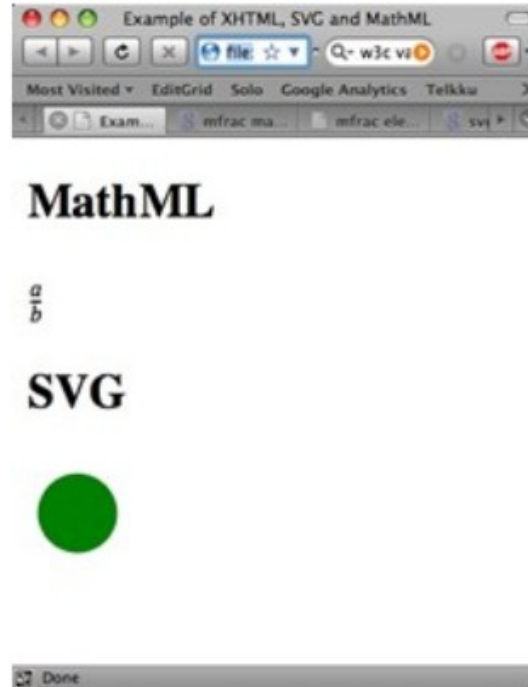 Example of XHTML, SVG and MathML
file: w3c va
Most Visited EditGrid Solo Google Analytics Telkku
Exam... mfrac ma... mfrac ele... svg
MathML
a
b
SVG
Done